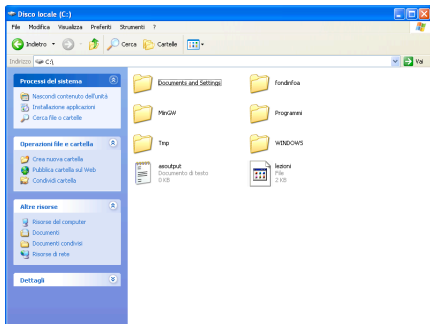 Disco locale (C:)
File Modifica Visualizza Preferiti Strumenti ?
Indietro Cerca Cartelle
Indirizzo C:\ Vai
Processi del sistema
Nascondi contenuto dell'unità
Installazione applicazioni
Cerca file o cartelle
Operazioni file e cartella
Crea nuova cartella
Pubblica cartella sul Web
Condividi cartella
Altre risorse
Risorse del computer
Documenti
Documenti condivisi
Risorse di rete
Dettagli
Documents and Settings fondinfoa
MinGW Programmi
Tmp WINDOWS
aeoutput lezioni
Documento di testo File
0 KB 2 KB